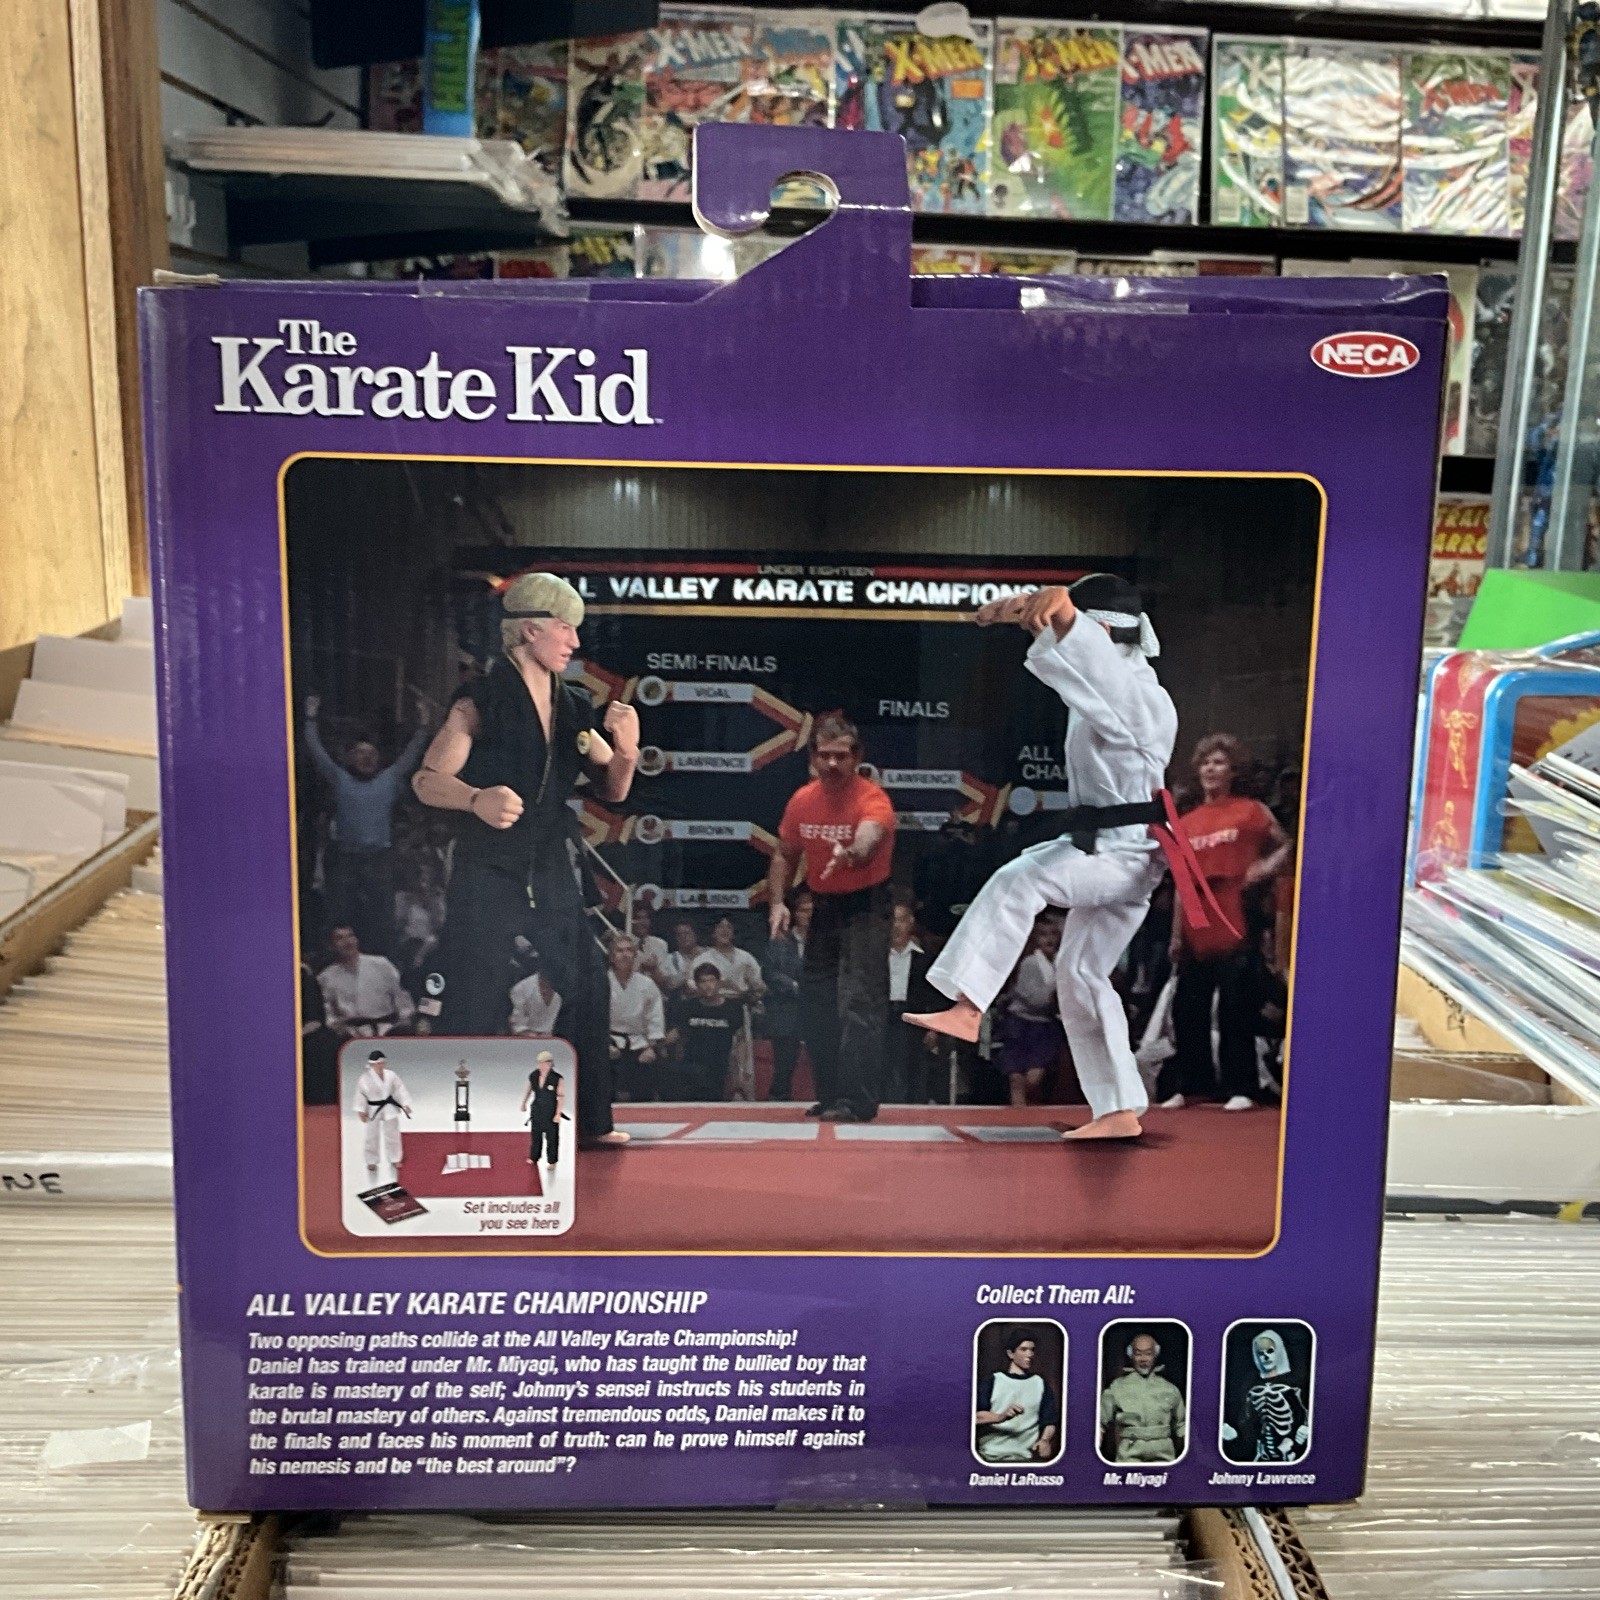 HULK
X-MEN
X-MEN
X-MEN
X-MEN
X-MEN
The
Karate Kid
NECA
UNDER EIGHTEEN
LL VALLEY KARATE CHAMPIONS
SEMI-FINALS
VIDAL
FINALS
LAWRENCE
ALL
CHA
LAWRENCE
BROWN
REFEREE
LARUSSO
OFFICIAL
Set includes all
you see here
ALL VALLEY KARATE CHAMPIONSHIP
Two opposing paths collide at the All Valley Karate Championship!
Daniel has trained under Mr. Miyagi, who has taught the bullied boy that
karate is mastery of the self; Johnny's sensei instructs his students in
the brutal mastery of others. Against tremendous odds, Daniel makes it to
the finals and faces his moment of truth: can he prove himself against
his nemesis and be "the best around"?
Collect Them All:
Daniel LaRusso
Mr. Miyagi
Johnny Lawrence